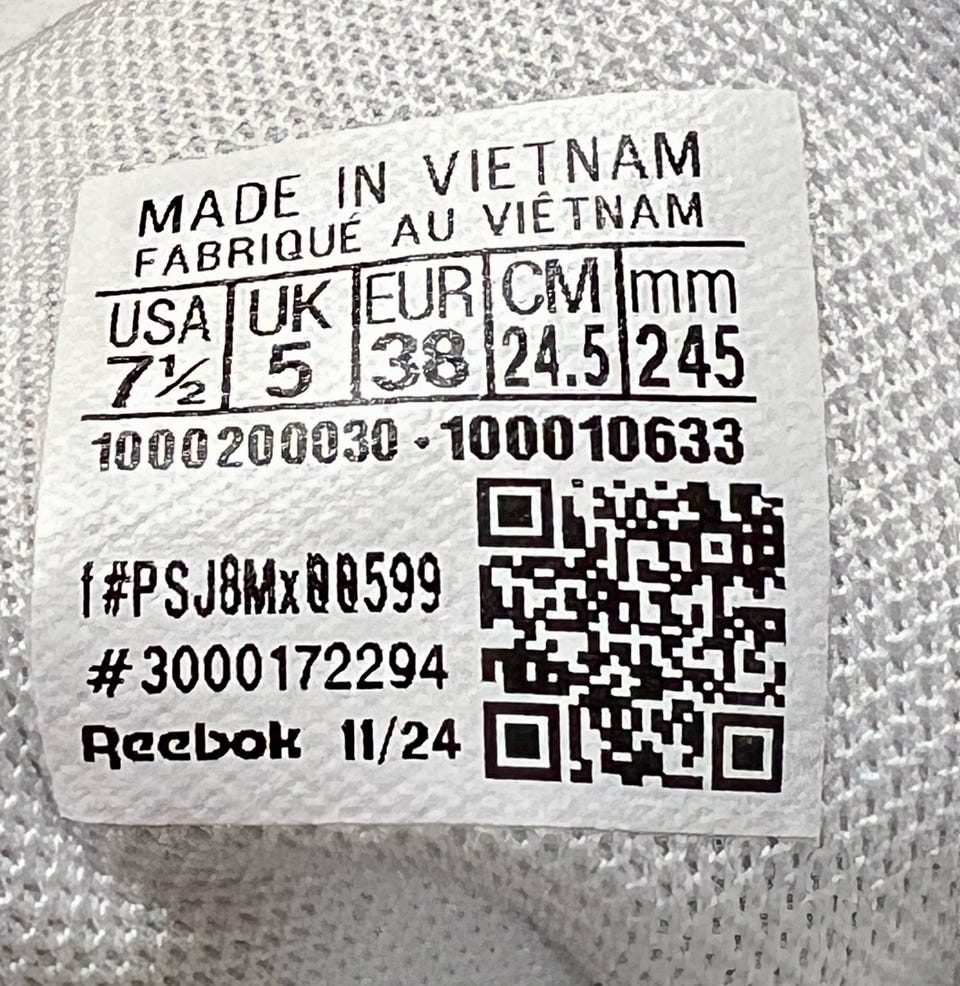 MADE IN VIETNAM
FABRIQUÉ AU VIÊTNAM
USA UK EUR CM mm
7½ 5 38 24.5 245
1000200030 · 100010633
f#PSJ8Mx00599
#3000172294
Reebok 11/24